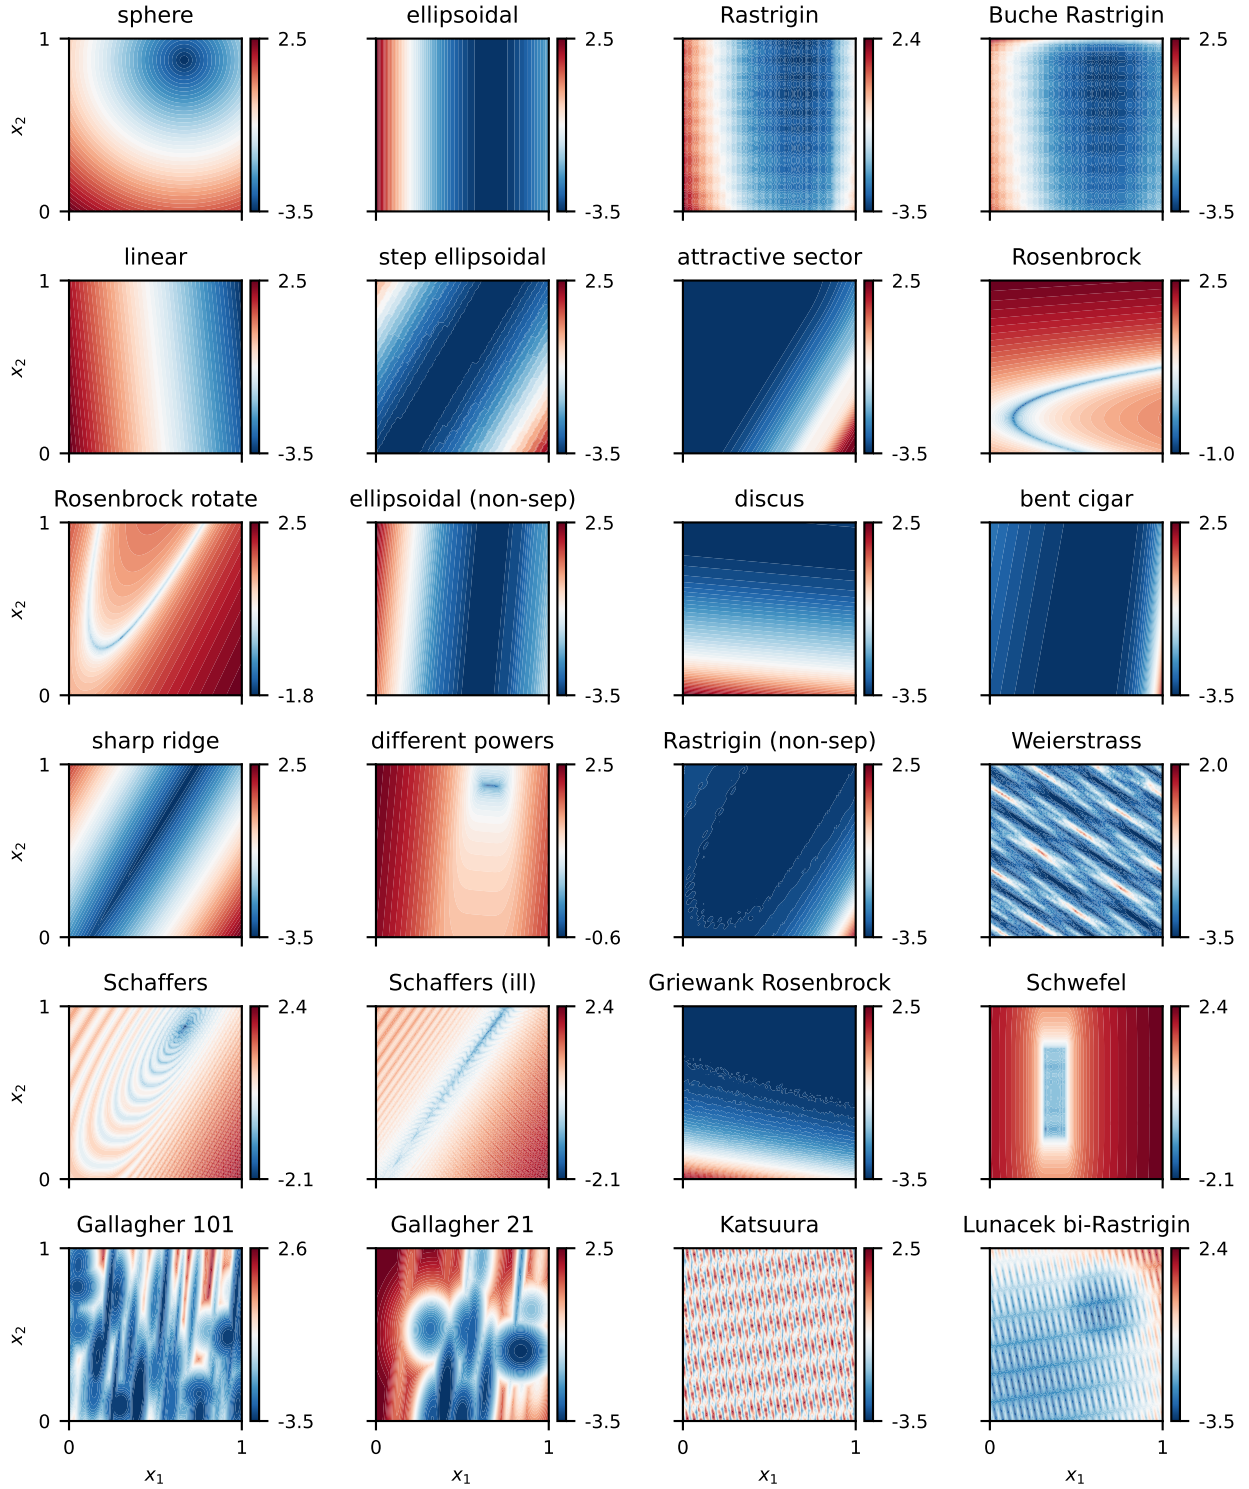 sphere ellipsoidal Rastrigin Buche Rastrigin
1 2.5 2.5 2.4 2.5
x₂
0 -3.5 -3.5 -3.5 -3.5
linear step ellipsoidal attractive sector Rosenbrock
1 2.5 2.5 2.5 2.5
x₂
0 -3.5 -3.5 -3.5 -1.0
Rosenbrock rotate ellipsoidal (non-sep) discus bent cigar
1 2.5 2.5 2.5 2.5
x₂
0 -1.8 -3.5 -3.5 -3.5
sharp ridge different powers Rastrigin (non-sep) Weierstrass
1 2.5 2.5 2.5 2.0
x₂
0 -3.5 -0.6 -3.5 -3.5
Schaffers Schaffers (ill) Griewank Rosenbrock Schwefel
1 2.4 2.4 2.5 2.4
x₂
0 -2.1 -2.1 -3.5 -2.1
Gallagher 101 Gallagher 21 Katsuura Lunacek bi-Rastrigin
1 2.6 2.5 2.5 2.4
x₂
0 -3.5 -3.5 -3.5 -3.5
0 1 0 1 0 1 0 1
x₁ x₁ x₁ x₁